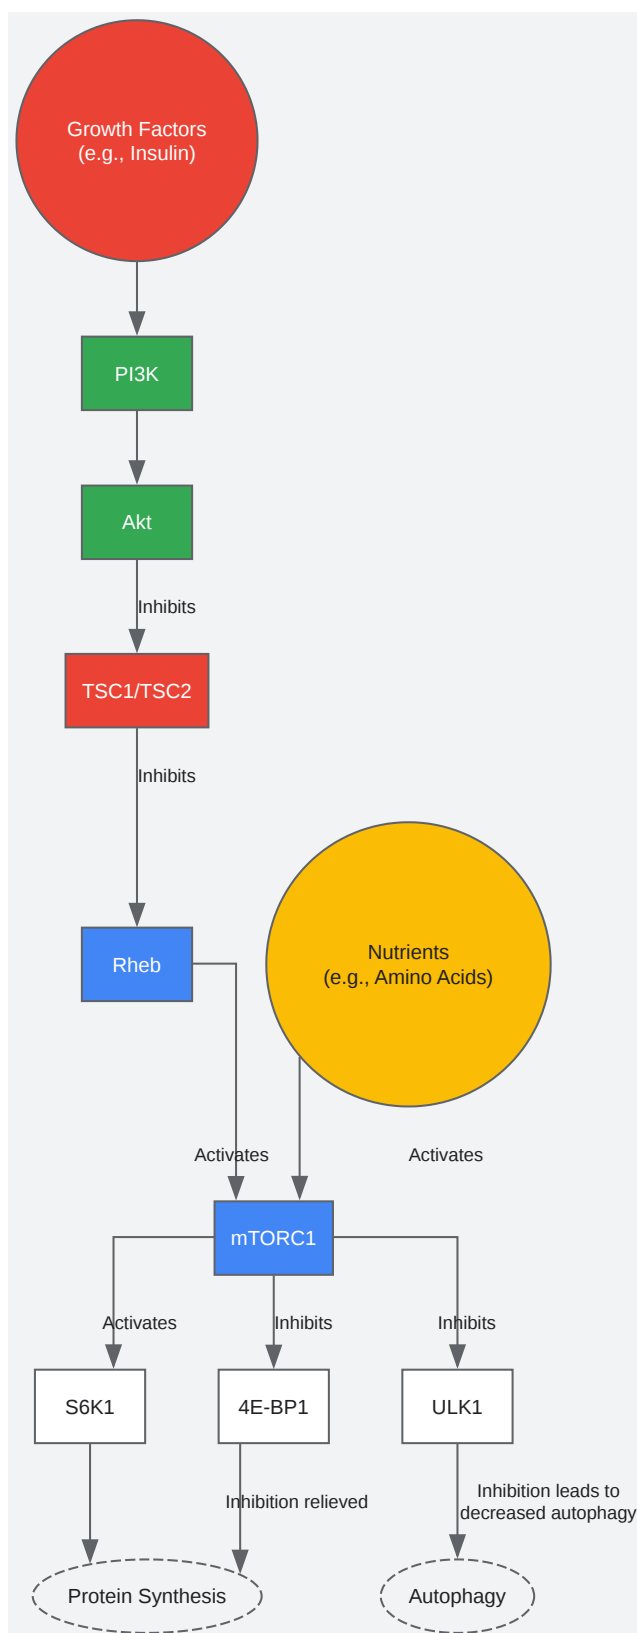 Growth Factors
(e.g., Insulin)
PI3K
Akt
Inhibits
TSC1/TSC2
Inhibits
Nutrients
(e.g., Amino Acids)
Rheb
Activates
Activates
mTORC1
Activates
Inhibits
Inhibits
S6K1
4E-BP1
ULK1
Inhibition relieved
Inhibition leads to
decreased autophagy
Protein Synthesis
Autophagy